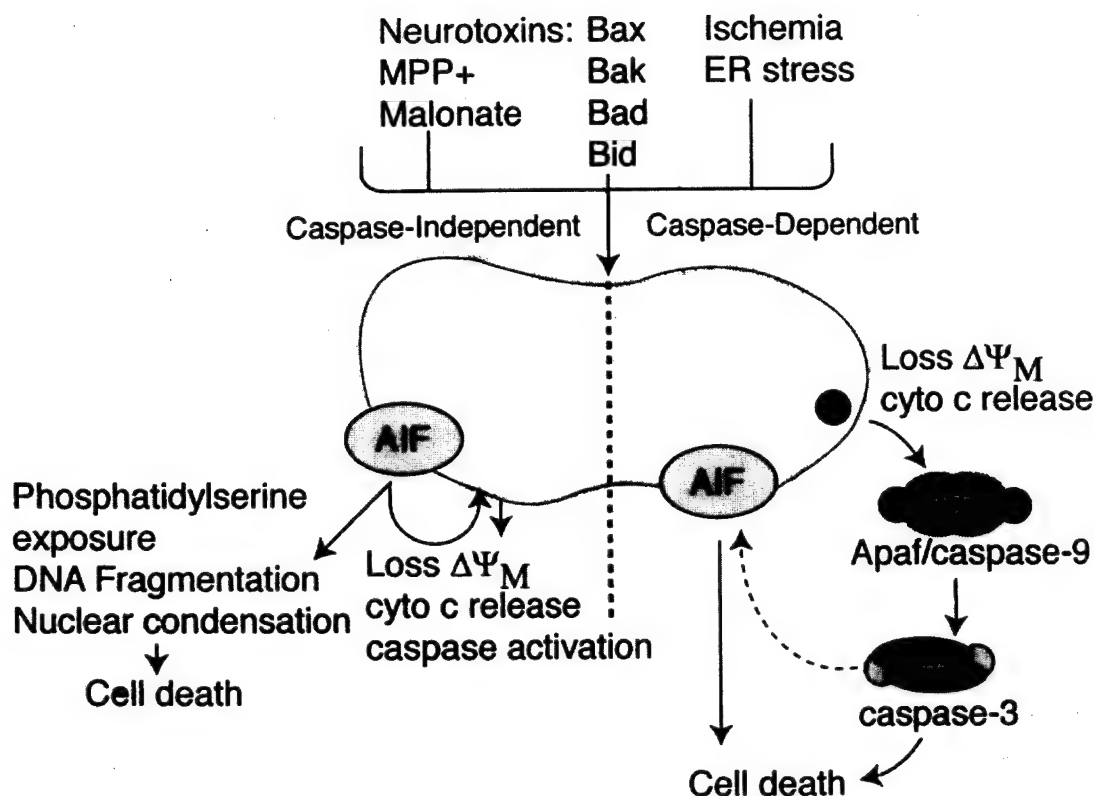 Neurotoxins:
MPP+
Malonate
Bax
Bak
Bad
Bid
Ischemia
ER stress
Caspase-Independent
Caspase-Dependent
Loss ΔΨM
cyto c release
AIF
AIF
Phosphatidylserine
exposure
DNA Fragmentation
Nuclear condensation
Cell death
Loss ΔΨM
cyto c release
caspase activation
Apaf/caspase-9
caspase-3
Cell death